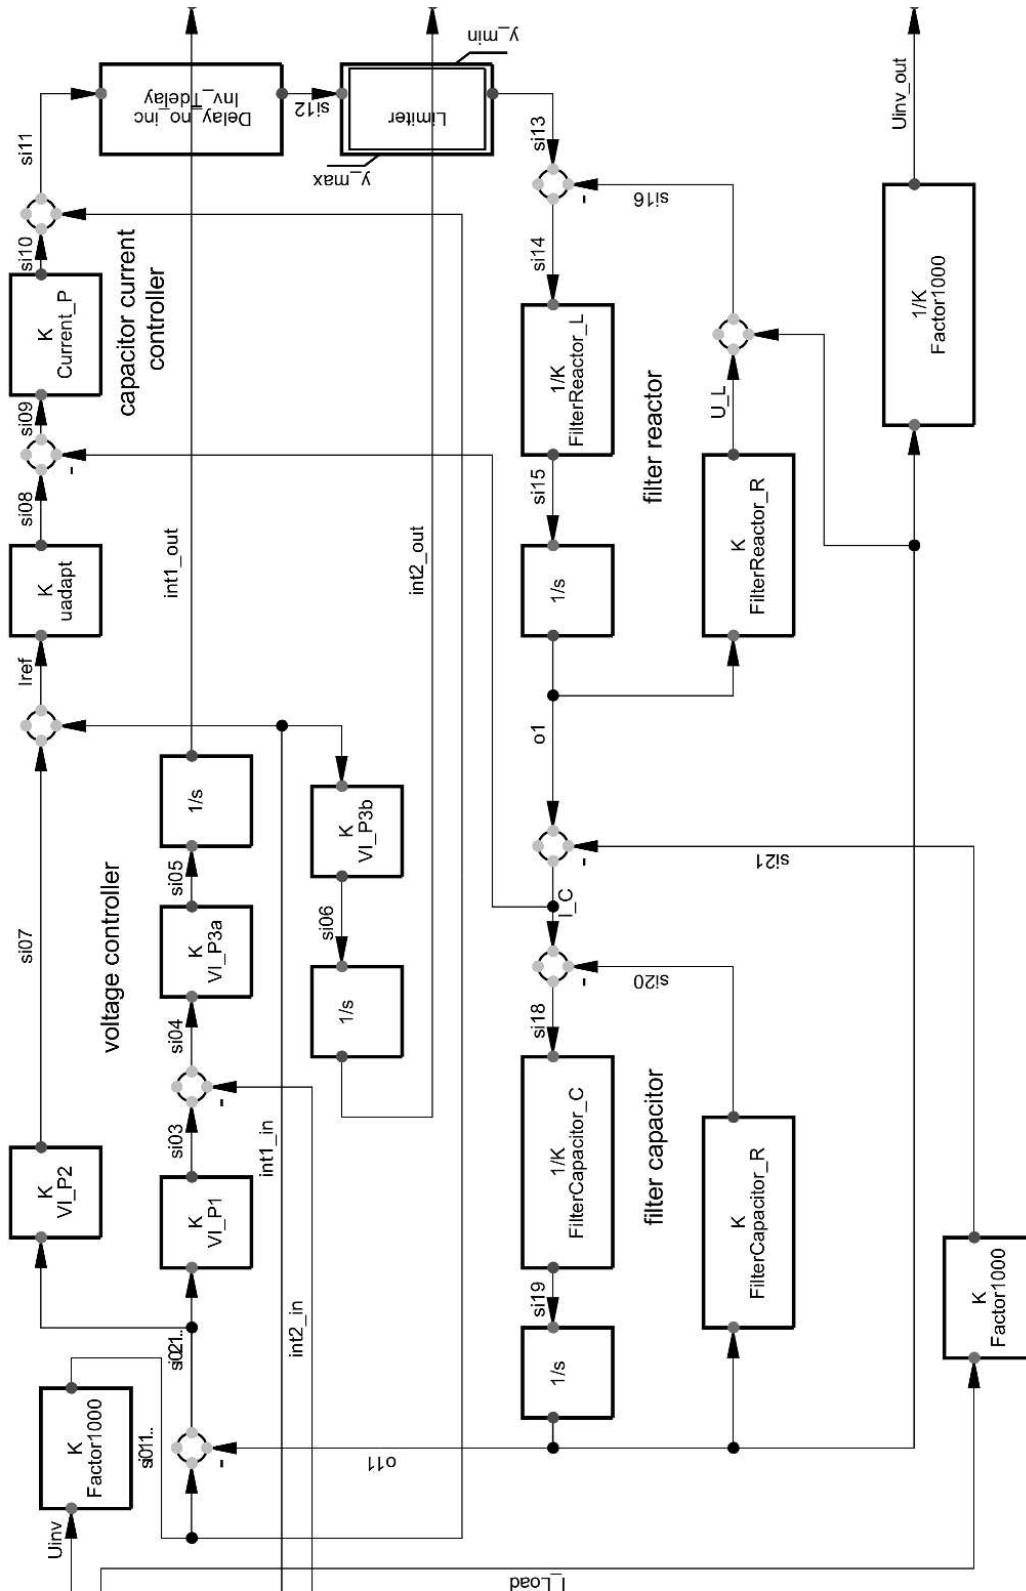 y_min
Delay_no_inc
Inv_Tdelay
si12
Limiter
y_max
si11
si13
Uinv_out
si10
si16
si14
K
Current_P
capacitor current
controller
1/K
Factor1000
1/K
FilterReactor_L
U_L
filter reactor
si09
-
-
si08
si15
K
uadapt
int1_out
int2_out
1/s
K
FilterReactor_R
Iref
o1
1/s
K
VI_P3b
si05
si21
-
si07
voltage controller
K
VI_P3a
si06
I_C
si20
-
1/s
si04
si18
-
int1_in
si03
K
VI_P2
K
VI_P1
1/K
FilterCapacitor_C
filter capacitor
K
FilterCapacitor_R
si021..
int2_in
si19
1/s
K
Factor1000
K
Factor1000
si011..
-
o11
Uinv
I_Load